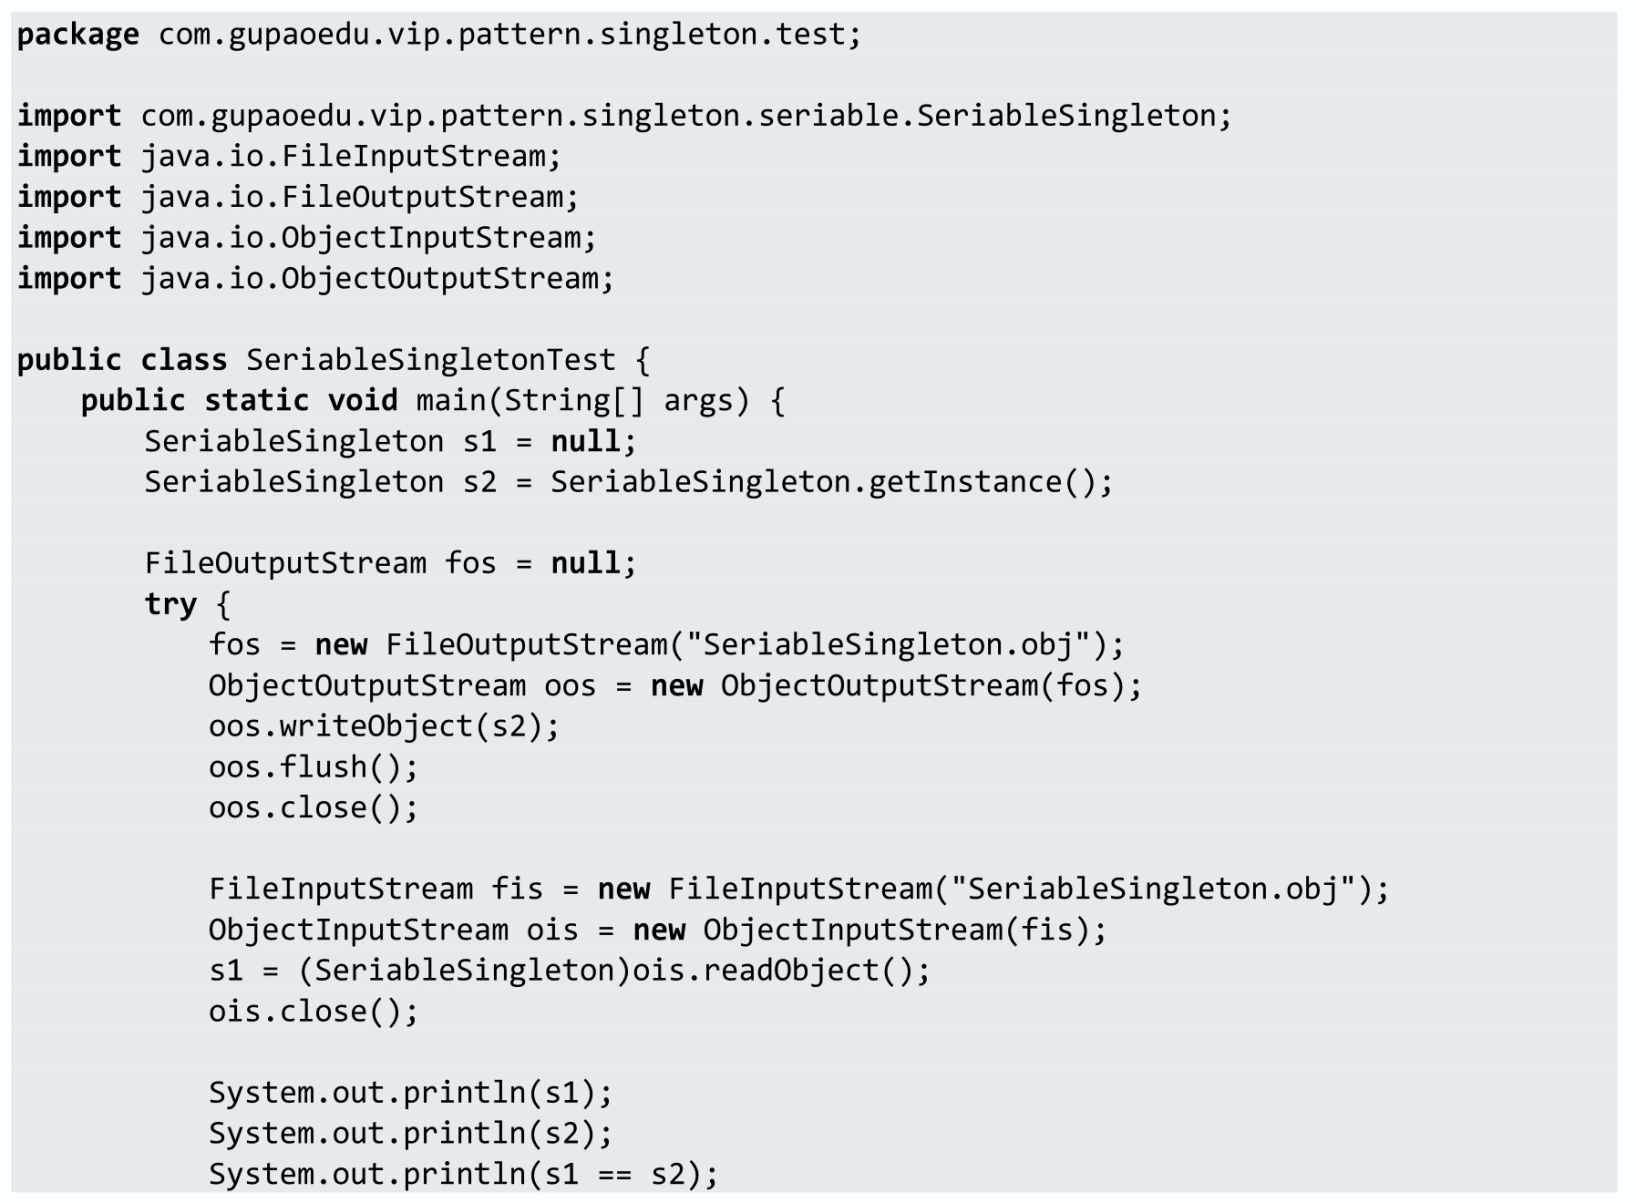 package com.gupaoedu.vip.pattern.singleton.test;
import com.gupaoedu.vip.pattern.singleton.seriable.SeriableSingleton;
import java.io.FileInputStream;
import java.io.FileOutputStream;
import java.io.ObjectInputStream;
import java.io.ObjectOutputStream;
public class SeriableSingletonTest {
public static void main(String[] args) {
SeriableSingleton s1 = null;
SeriableSingleton s2 = SeriableSingleton.getInstance();
FileOutputStream fos = null;
try {
fos = new FileOutputStream("SeriableSingleton.obj");
ObjectOutputStream oos = new ObjectOutputStream(fos);
oos.writeObject(s2);
oos.flush();
oos.close();
FileInputStream fis = new FileInputStream("SeriableSingleton.obj");
ObjectInputStream ois = new ObjectInputStream(fis);
s1 = (SeriableSingleton)ois.readObject();
ois.close();
System.out.println(s1);
System.out.println(s2);
System.out.println(s1 == s2);